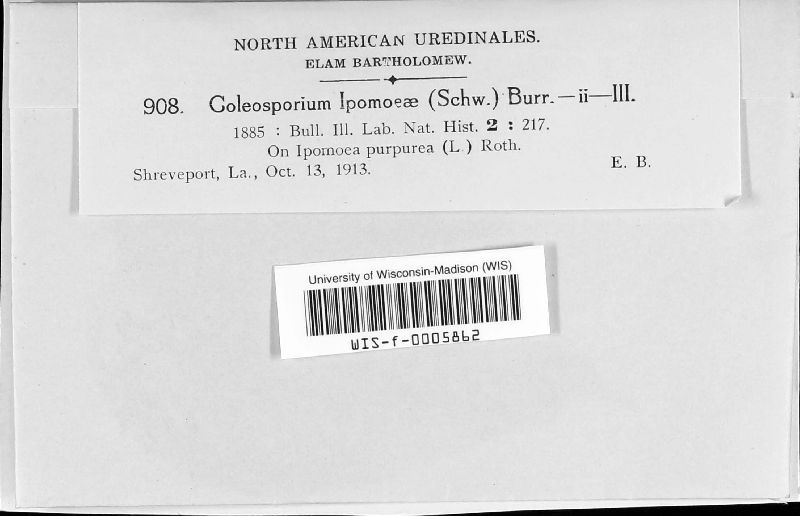 NORTH AMERICAN UREDINALES.
ELAM BARTHOLOMEW.
908. Coleosporium Ipomoeæ (Schw.) Burr.—ii—III.
1885 : Bull. Ill. Lab. Nat. Hist. 2 : 217.
On Ipomoea purpurea (L.) Roth.
Shreveport, La., Oct. 13, 1913. E. B.
University of Wisconsin-Madison (WIS)
WIS-f-0005862